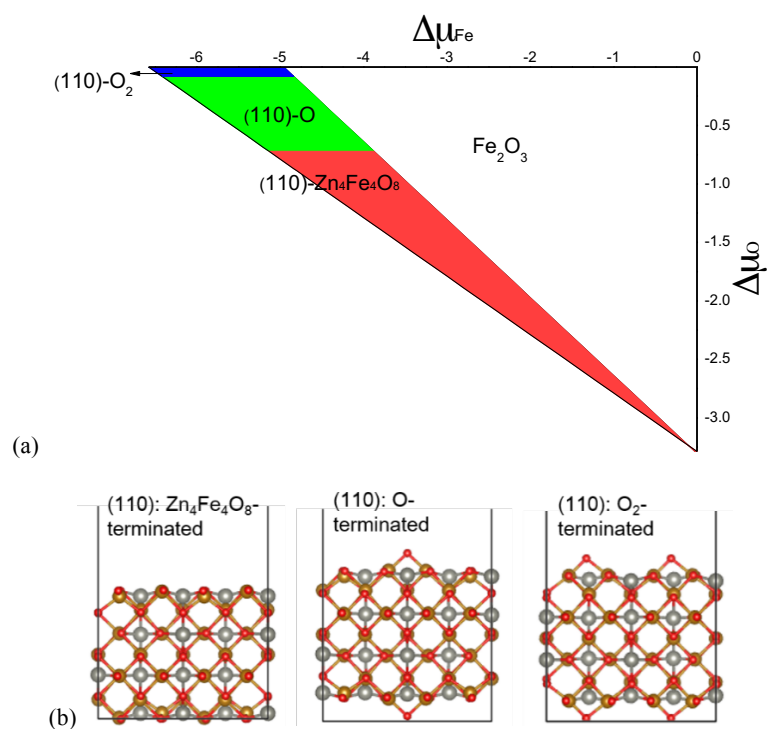 ΔμFe
-6 -5 -4 -3 -2 -1 0
(110)-O₂
(110)-O
-0.5
Fe₂O₃
(110)-Zn₄Fe₄O₈
-1.0
-1.5
ΔμO
-2.0
-2.5
-3.0
(a)
(110): Zn₄Fe₄O₈-
terminated
(110): O-
terminated
(110): O₂-
terminated
(b)